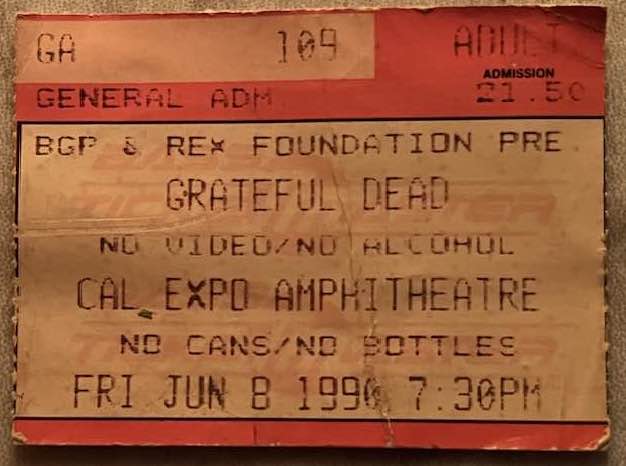 GA 109 ADULT
ADMISSION
GENERAL ADM 21.50
BGP & REX FOUNDATION PRE.
GRATEFUL DEAD
NO VIDEO/NO ALCOHOL
CAL EXPO AMPHITHEATRE
NO CANS/NO BOTTLES
FRI JUN 8 1990 7:30PM